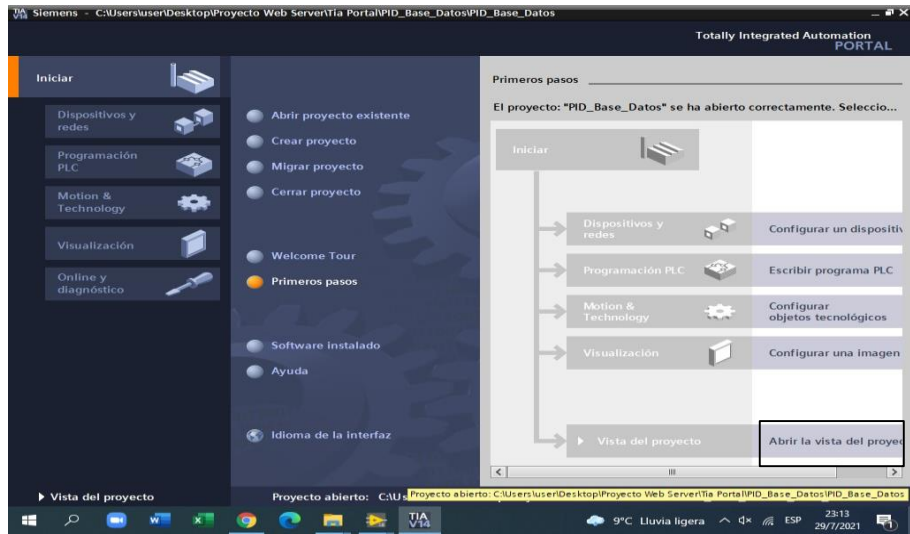 TIA V14 Siemens - C:\Users\user\Desktop\Proyecto Web Server\Tia Portal\PID_Base_Datos\PID_Base_Datos
Totally Integrated Automation
PORTAL
Iniciar
Dispositivos y
redes
Programación
PLC
Motion &
Technology
Visualización
Online y
diagnóstico
Vista del proyecto
Abrir proyecto existente
Crear proyecto
Migrar proyecto
Cerrar proyecto
Welcome Tour
Primeros pasos
Software instalado
Ayuda
Idioma de la interfaz
Proyecto abierto: C:\Us
Primeros pasos
El proyecto: "PID_Base_Datos" se ha abierto correctamente. Seleccio...
Iniciar
Dispositivos y
redes
Configurar un dispositiv
Programación PLC
Escribir programa PLC
Motion &
Technology
Configurar
objetos tecnológicos
Visualización
Configurar una imagen
Vista del proyecto
Abrir la vista del proyec
Proyecto abierto: C:\Users\user\Desktop\Proyecto Web Server\Tia Portal\PID_Base_Datos\PID_Base_Datos
TIA
V14
9°C Lluvia ligera
ESP
23:13
29/7/2021